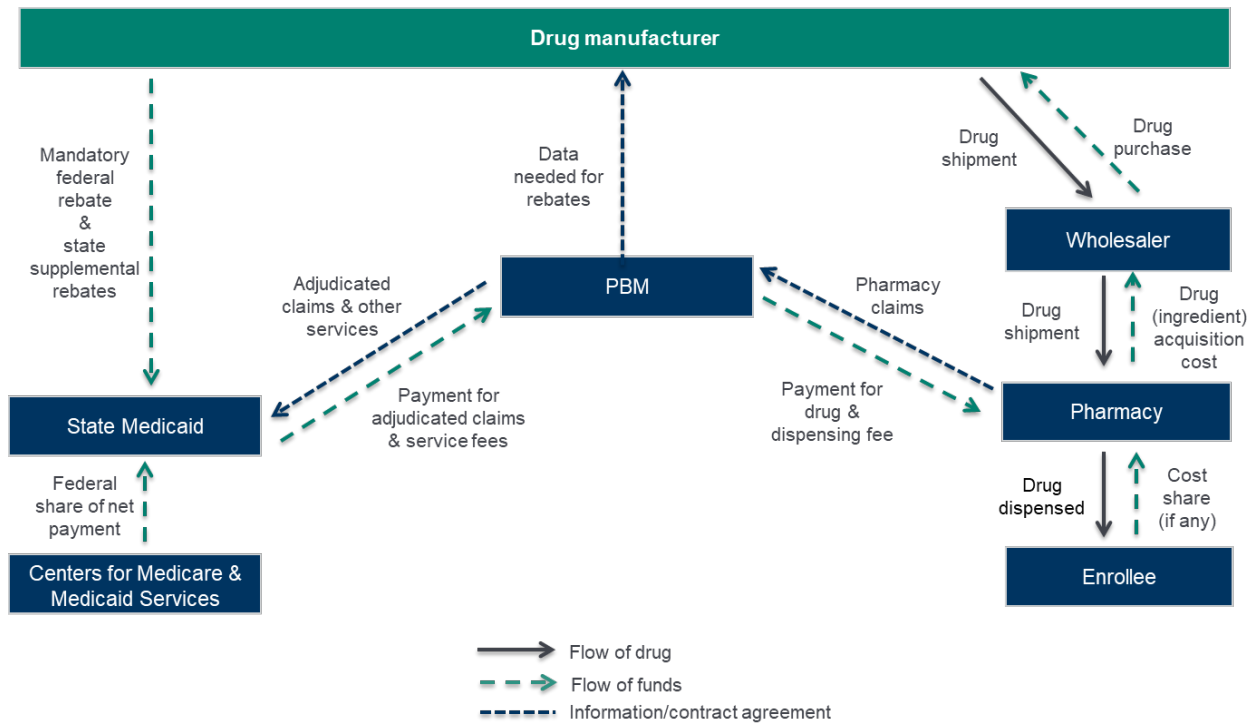 Drug manufacturer
Mandatory
federal
rebate
&
state
supplemental
rebates
Data
needed for
rebates
Drug
shipment
Drug
purchase
Wholesaler
Adjudicated
claims & other
services
PBM
Pharmacy
claims
Drug
shipment
Drug
(ingredient)
acquisition
cost
State Medicaid
Payment for
adjudicated claims
& service fees
Payment for
drug &
dispensing fee
Pharmacy
Federal
share of net
payment
Drug
dispensed
Cost
share
(if any)
Centers for Medicare &
Medicaid Services
Enrollee
Flow of drug
Flow of funds
Information/contract agreement